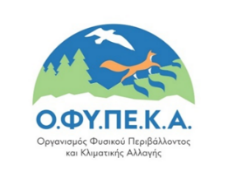 Ο.ΦΥ.ΠΕ.Κ.Α.
Οργανισμός Φυσικού Περιβάλλοντος
και Κλιματικής Αλλαγής